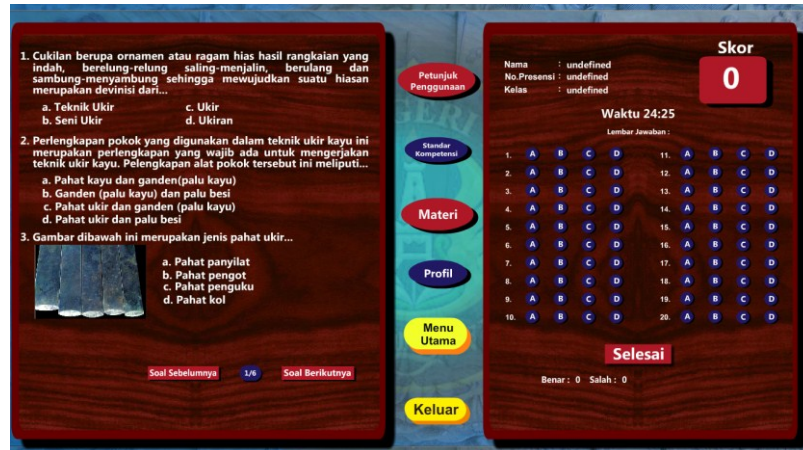 1. Cukilan berupa ornamen atau ragam hias hasil rangkaian yang
indah, berelung-relung saling-menjalin, berulang dan
sambung-menyambung sehingga mewujudkan suatu hiasan
merupakan devinisi dari...
a. Teknik Ukir c. Ukir
b. Seni Ukir d. Ukiran
2. Perlengkapan pokok yang digunakan dalam teknik ukir kayu ini
merupakan perlengkapan yang wajib ada untuk mengerjakan
teknik ukir kayu. Pelengkapan alat pokok tersebut ini meliputi...
a. Pahat kayu dan ganden(palu kayu)
b. Ganden (palu kayu) dan palu besi
c. Pahat ukir dan ganden (palu kayu)
d. Pahat ukir dan palu besi
3. Gambar dibawah ini merupakan jenis pahat ukir...
a. Pahat panyilat
b. Pahat pengot
c. Pahat penguku
d. Pahat kol
Soal Sebelumnya 1/6 Soal Berikutnya
Petunjuk
Penggunaan
Standar
Kompetensi
Materi
Profil
Menu
Utama
Keluar
Skor
0
Nama : undefined
No.Presensi : undefined
Kelas : undefined
Waktu 24:25
Lembar Jawaban :
1. A B C D 11. A B C D
2. A B C D 12. A B C D
3. A B C D 13. A B C D
4. A B C D 14. A B C D
5. A B C D 15. A B C D
6. A B C D 16. A B C D
7. A B C D 17. A B C D
8. A B C D 18. A B C D
9. A B C D 19. A B C D
10. A B C D 20. A B C D
Selesai
Benar : 0 Salah : 0